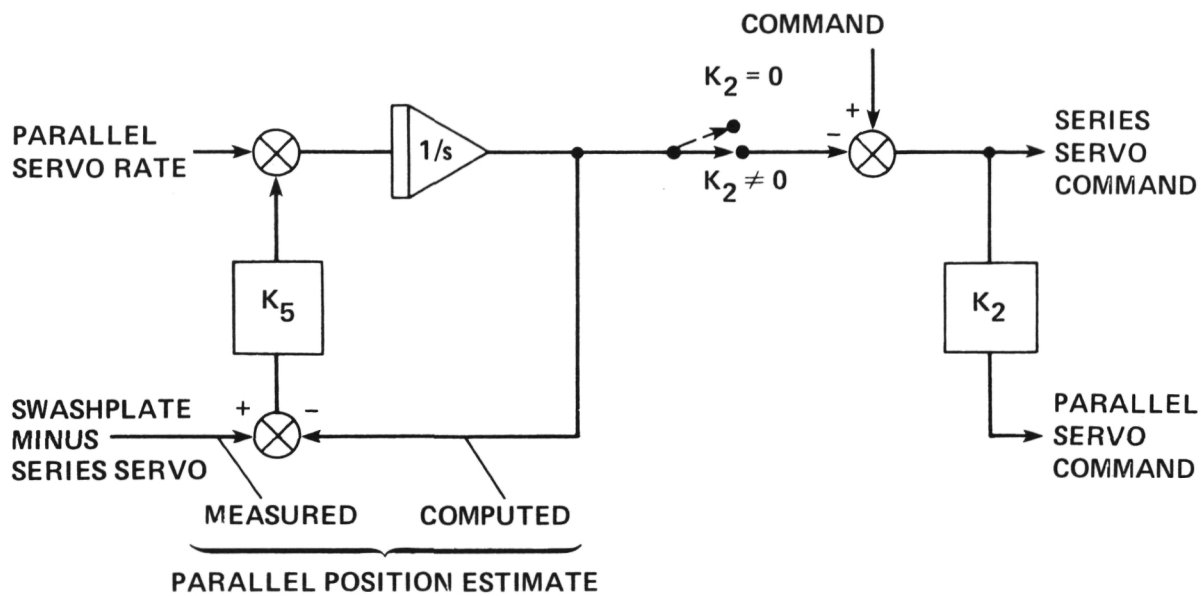 COMMAND
K2 = 0
PARALLEL
SERVO RATE
1/s
+
-
K2 ≠ 0
SERIES
SERVO
COMMAND
K5
K2
SWASHPLATE
MINUS
SERIES SERVO
+
-
PARALLEL
SERVO
COMMAND
MEASURED
COMPUTED
PARALLEL POSITION ESTIMATE